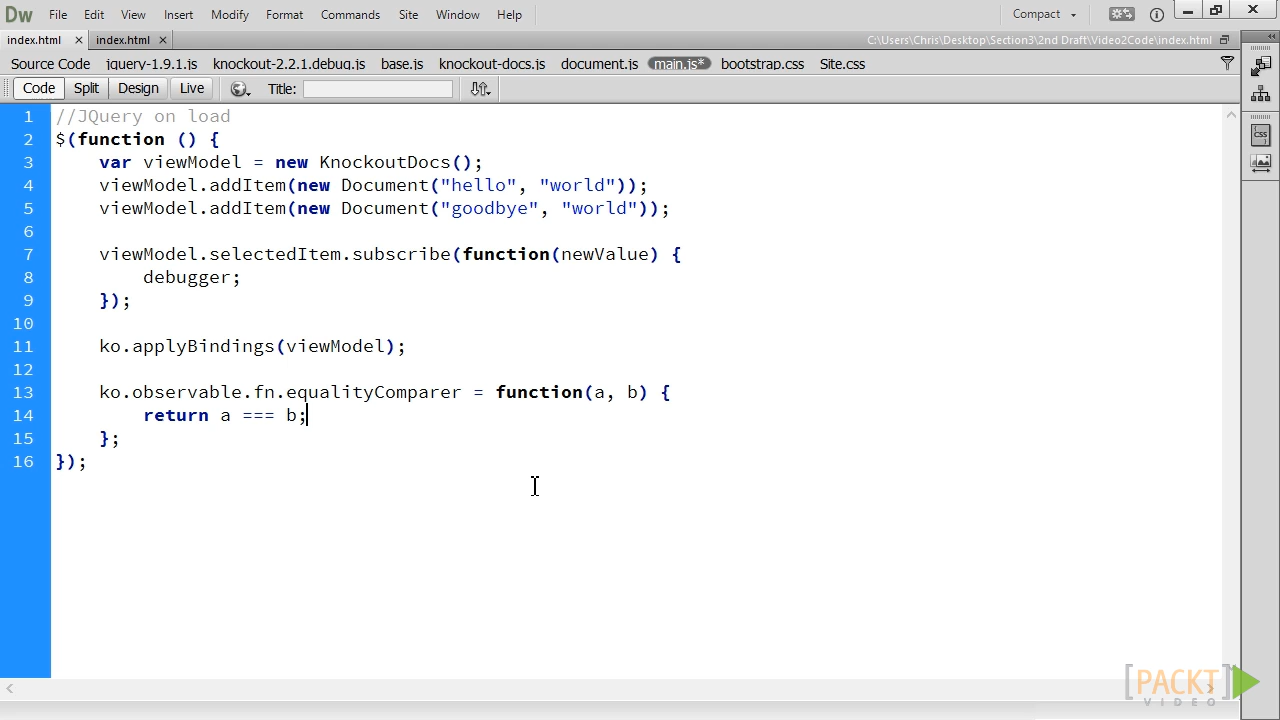 Dw File Edit View Insert Modify Format Commands Site Window Help Compact
index.html × index.html × C:\Users\Chris\Desktop\Section3\2nd Draft\Video2Code\index.html
Source Code jquery-1.9.1.js knockout-2.2.1.debug.js base.js knockout-docs.js document.js main.js* bootstrap.css Site.css
Code Split Design Live Title:
1 //JQuery on load
2 $(function () {
3 var viewModel = new KnockoutDocs();
4 viewModel.addItem(new Document("hello", "world"));
5 viewModel.addItem(new Document("goodbye", "world"));
6
7 viewModel.selectedItem.subscribe(function(newValue) {
8 debugger;
9 });
10
11 ko.applyBindings(viewModel);
12
13 ko.observable.fn.equalityComparer = function(a, b) {
14 return a === b;
15 };
16 });
[PACKT]
VIDEO